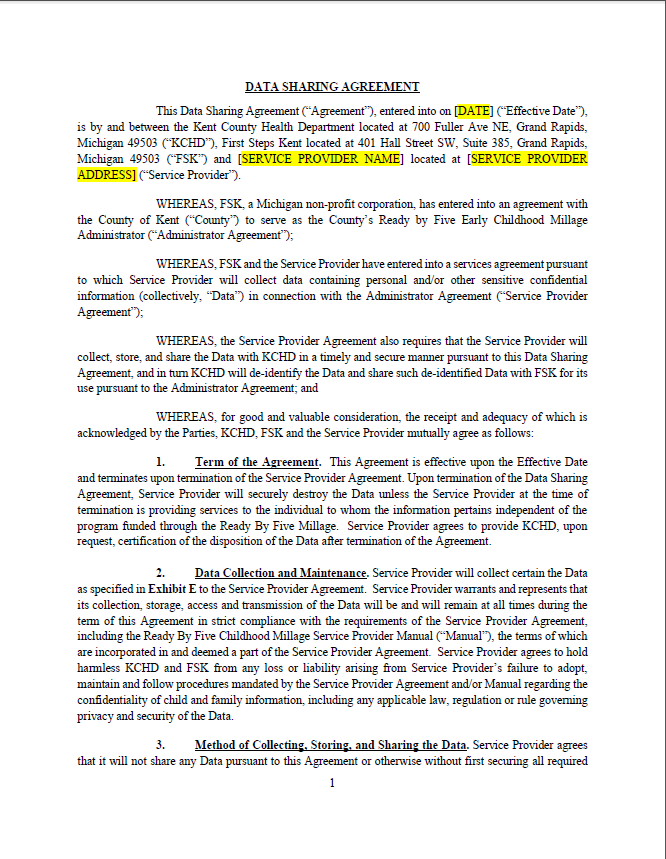 DATA SHARING AGREEMENT
This Data Sharing Agreement (“Agreement”), entered into on [DATE] (“Effective Date”),
is by and between the Kent County Health Department located at 700 Fuller Ave NE, Grand Rapids,
Michigan 49503 (“KCHD”), First Steps Kent located at 401 Hall Street SW, Suite 385, Grand Rapids,
Michigan 49503 (“FSK”) and [SERVICE PROVIDER NAME] located at [SERVICE PROVIDER
ADDRESS] (“Service Provider”).
WHEREAS, FSK, a Michigan non-profit corporation, has entered into an agreement with
the County of Kent (“County”) to serve as the County’s Ready by Five Early Childhood Millage
Administrator (“Administrator Agreement”);
WHEREAS, FSK and the Service Provider have entered into a services agreement pursuant
to which Service Provider will collect data containing personal and/or other sensitive confidential
information (collectively, “Data”) in connection with the Administrator Agreement (“Service Provider
Agreement”);
WHEREAS, the Service Provider Agreement also requires that the Service Provider will
collect, store, and share the Data with KCHD in a timely and secure manner pursuant to this Data Sharing
Agreement, and in turn KCHD will de-identify the Data and share such de-identified Data with FSK for its
use pursuant to the Administrator Agreement; and
WHEREAS, for good and valuable consideration, the receipt and adequacy of which is
acknowledged by the Parties, KCHD, FSK and the Service Provider mutually agree as follows:
1. Term of the Agreement. This Agreement is effective upon the Effective Date
and terminates upon termination of the Service Provider Agreement. Upon termination of the Data Sharing
Agreement, Service Provider will securely destroy the Data unless the Service Provider at the time of
termination is providing services to the individual to whom the information pertains independent of the
program funded through the Ready By Five Millage. Service Provider agrees to provide KCHD, upon
request, certification of the disposition of the Data after termination of the Agreement.
2. Data Collection and Maintenance. Service Provider will collect certain the Data
as specified in Exhibit E to the Service Provider Agreement. Service Provider warrants and represents that
its collection, storage, access and transmission of the Data will be and will remain at all times during the
term of this Agreement in strict compliance with the requirements of the Service Provider Agreement,
including the Ready By Five Childhood Millage Service Provider Manual (“Manual”), the terms of which
are incorporated in and deemed a part of the Service Provider Agreement. Service Provider agrees to hold
harmless KCHD and FSK from any loss or liability arising from Service Provider’s failure to adopt,
maintain and follow procedures mandated by the Service Provider Agreement and/or Manual regarding the
confidentiality of child and family information, including any applicable law, regulation or rule governing
privacy and security of the Data.
3. Method of Collecting, Storing, and Sharing the Data. Service Provider agrees
that it will not share any Data pursuant to this Agreement or otherwise without first securing all required
1